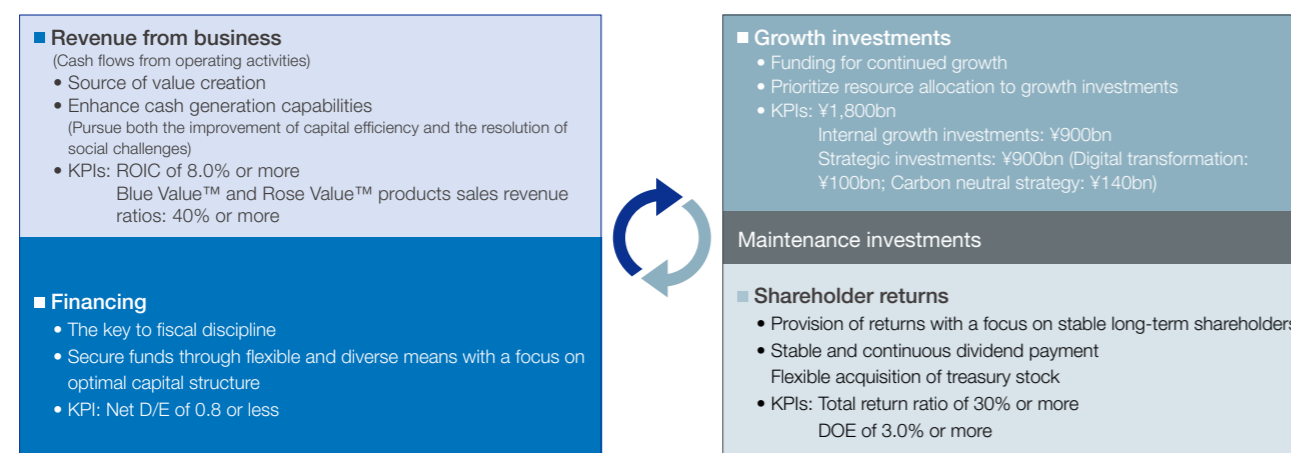 Revenue from business
(Cash flows from operating activities)
• Source of value creation
• Enhance cash generation capabilities
(Pursue both the improvement of capital efficiency and the resolution of
social challenges)
• KPIs: ROIC of 8.0% or more
Blue Value™ and Rose Value™ products sales revenue
ratios: 40% or more
Financing
• The key to fiscal discipline
• Secure funds through flexible and diverse means with a focus on
optimal capital structure
• KPI: Net D/E of 0.8 or less
Growth investments
• Funding for continued growth
• Prioritize resource allocation to growth investments
• KPIs: ¥1,800bn
Internal growth investments: ¥900bn
Strategic investments: ¥900bn (Digital transformation:
¥100bn; Carbon neutral strategy: ¥140bn)
Maintenance investments
Shareholder returns
• Provision of returns with a focus on stable long-term shareholders
• Stable and continuous dividend payment
Flexible acquisition of treasury stock
• KPIs: Total return ratio of 30% or more
DOE of 3.0% or more